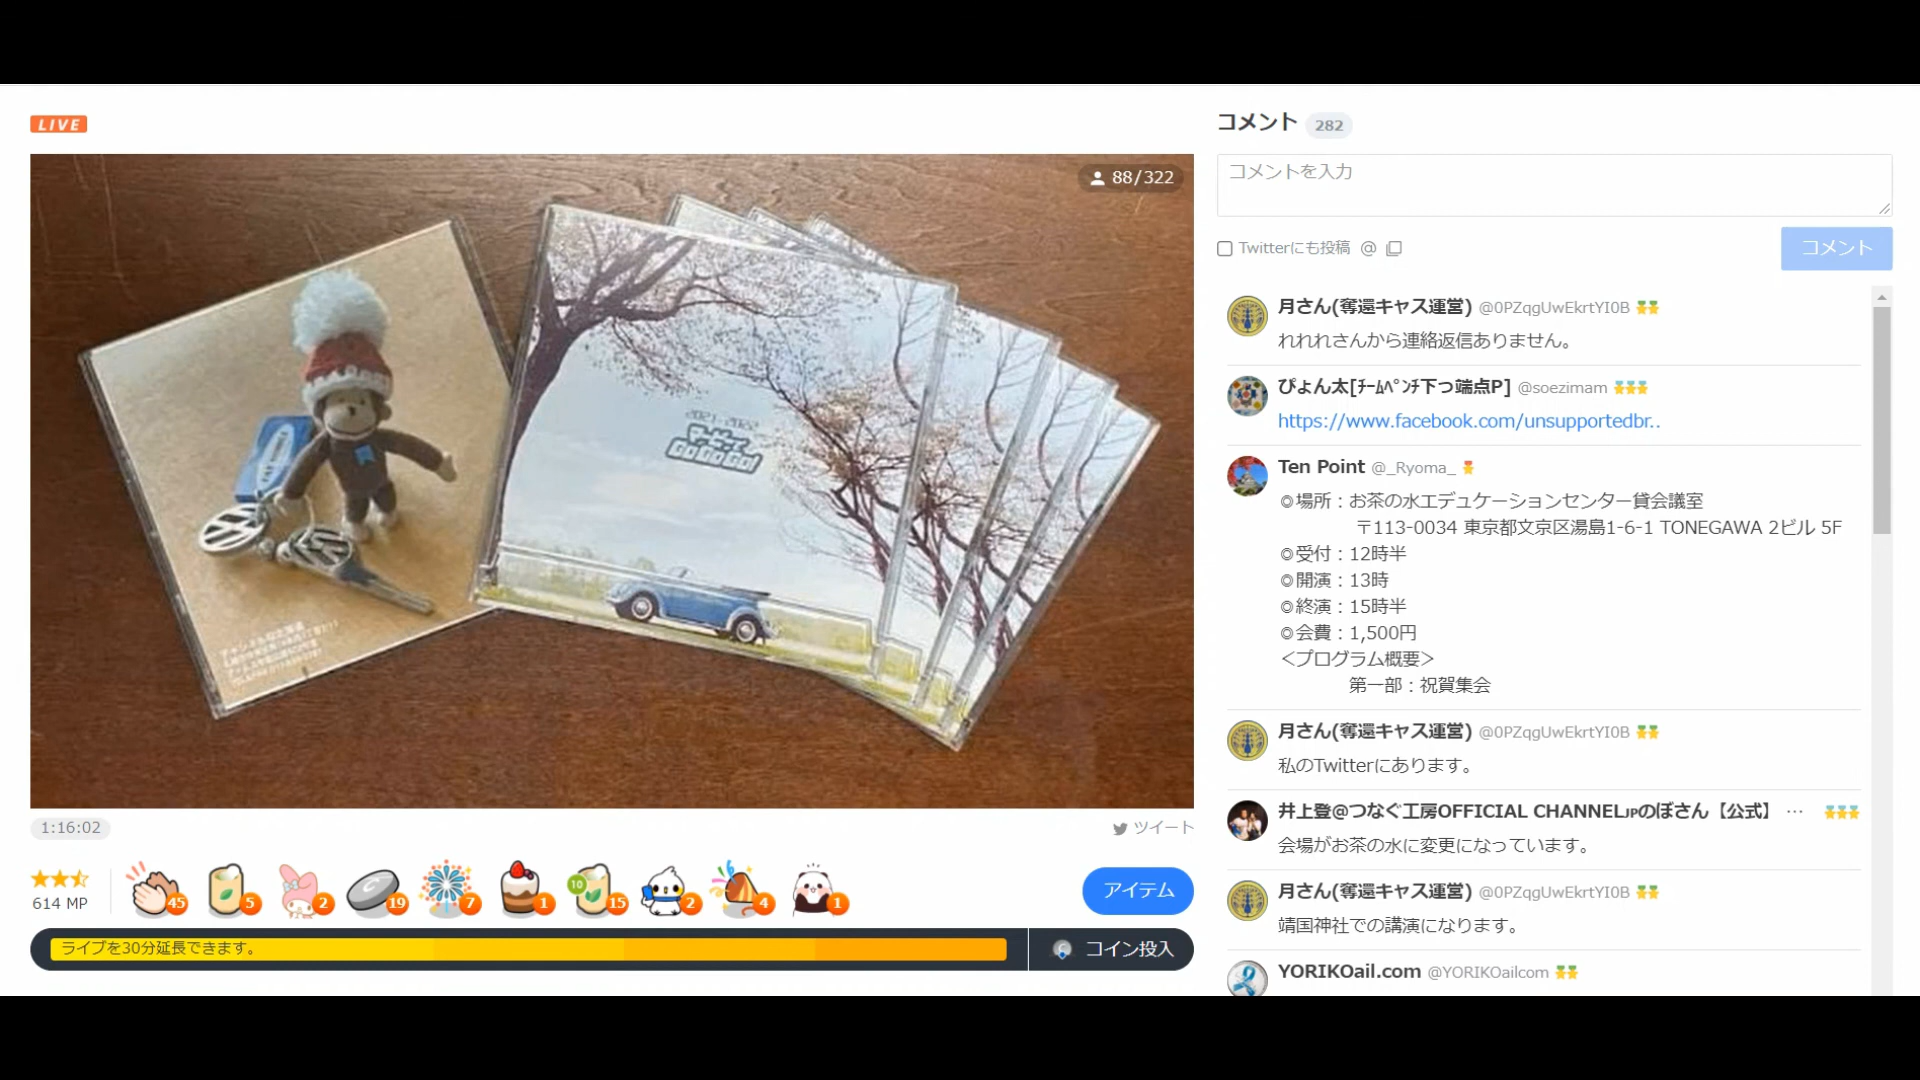 LIVE
88/322
2021-2022
Go Go Go!
1:16:02
ツイート
614 MP
45
5
2
19
7
1
10
15
2
4
1
アイテム
ライブを30分延長できます。
コイン投入
コメント 282
コメントを入力
Twitterにも投稿 @
コメント
月さん(奪還キャス運営) @0PZqgUwEkrtYI0B
れれれさんから連絡返信ありません。
ぴょん太[ﾁｰﾑﾍﾟﾝﾁ下っ端点P] @soezimam
https://www.facebook.com/unsupportedbr..
Ten Point @_Ryoma_
◎場所：お茶の水エデュケーションセンター貸会議室
〒113-0034 東京都文京区湯島1-6-1 TONEGAWA 2ビル 5F
◎受付：12時半
◎開演：13時
◎終演：15時半
◎会費：1,500円
＜プログラム概要＞
第一部：祝賀集会
月さん(奪還キャス運営) @0PZqgUwEkrtYI0B
私のTwitterにあります。
井上登@つなぐ工房OFFICIAL CHANNELJPのぼさん【公式】 …
会場がお茶の水に変更になっています。
月さん(奪還キャス運営) @0PZqgUwEkrtYI0B
靖国神社での講演になります。
YORIKOail.com @YORIKOailcom